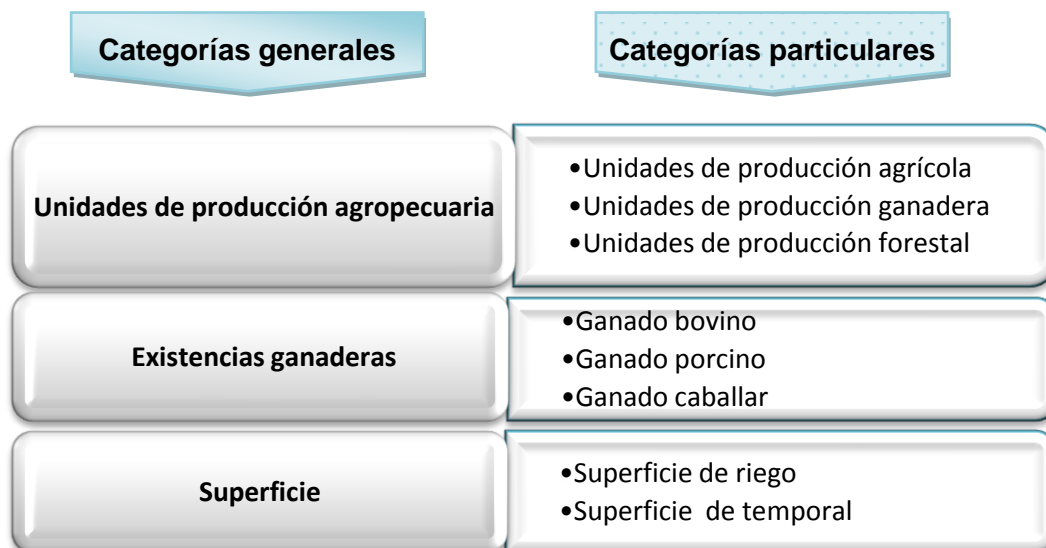 Categorías generales
Categorías particulares
Unidades de producción agropecuaria
•Unidades de producción agrícola
•Unidades de producción ganadera
•Unidades de producción forestal
Existencias ganaderas
•Ganado bovino
•Ganado porcino
•Ganado caballar
Superficie
•Superficie de riego
•Superficie de temporal